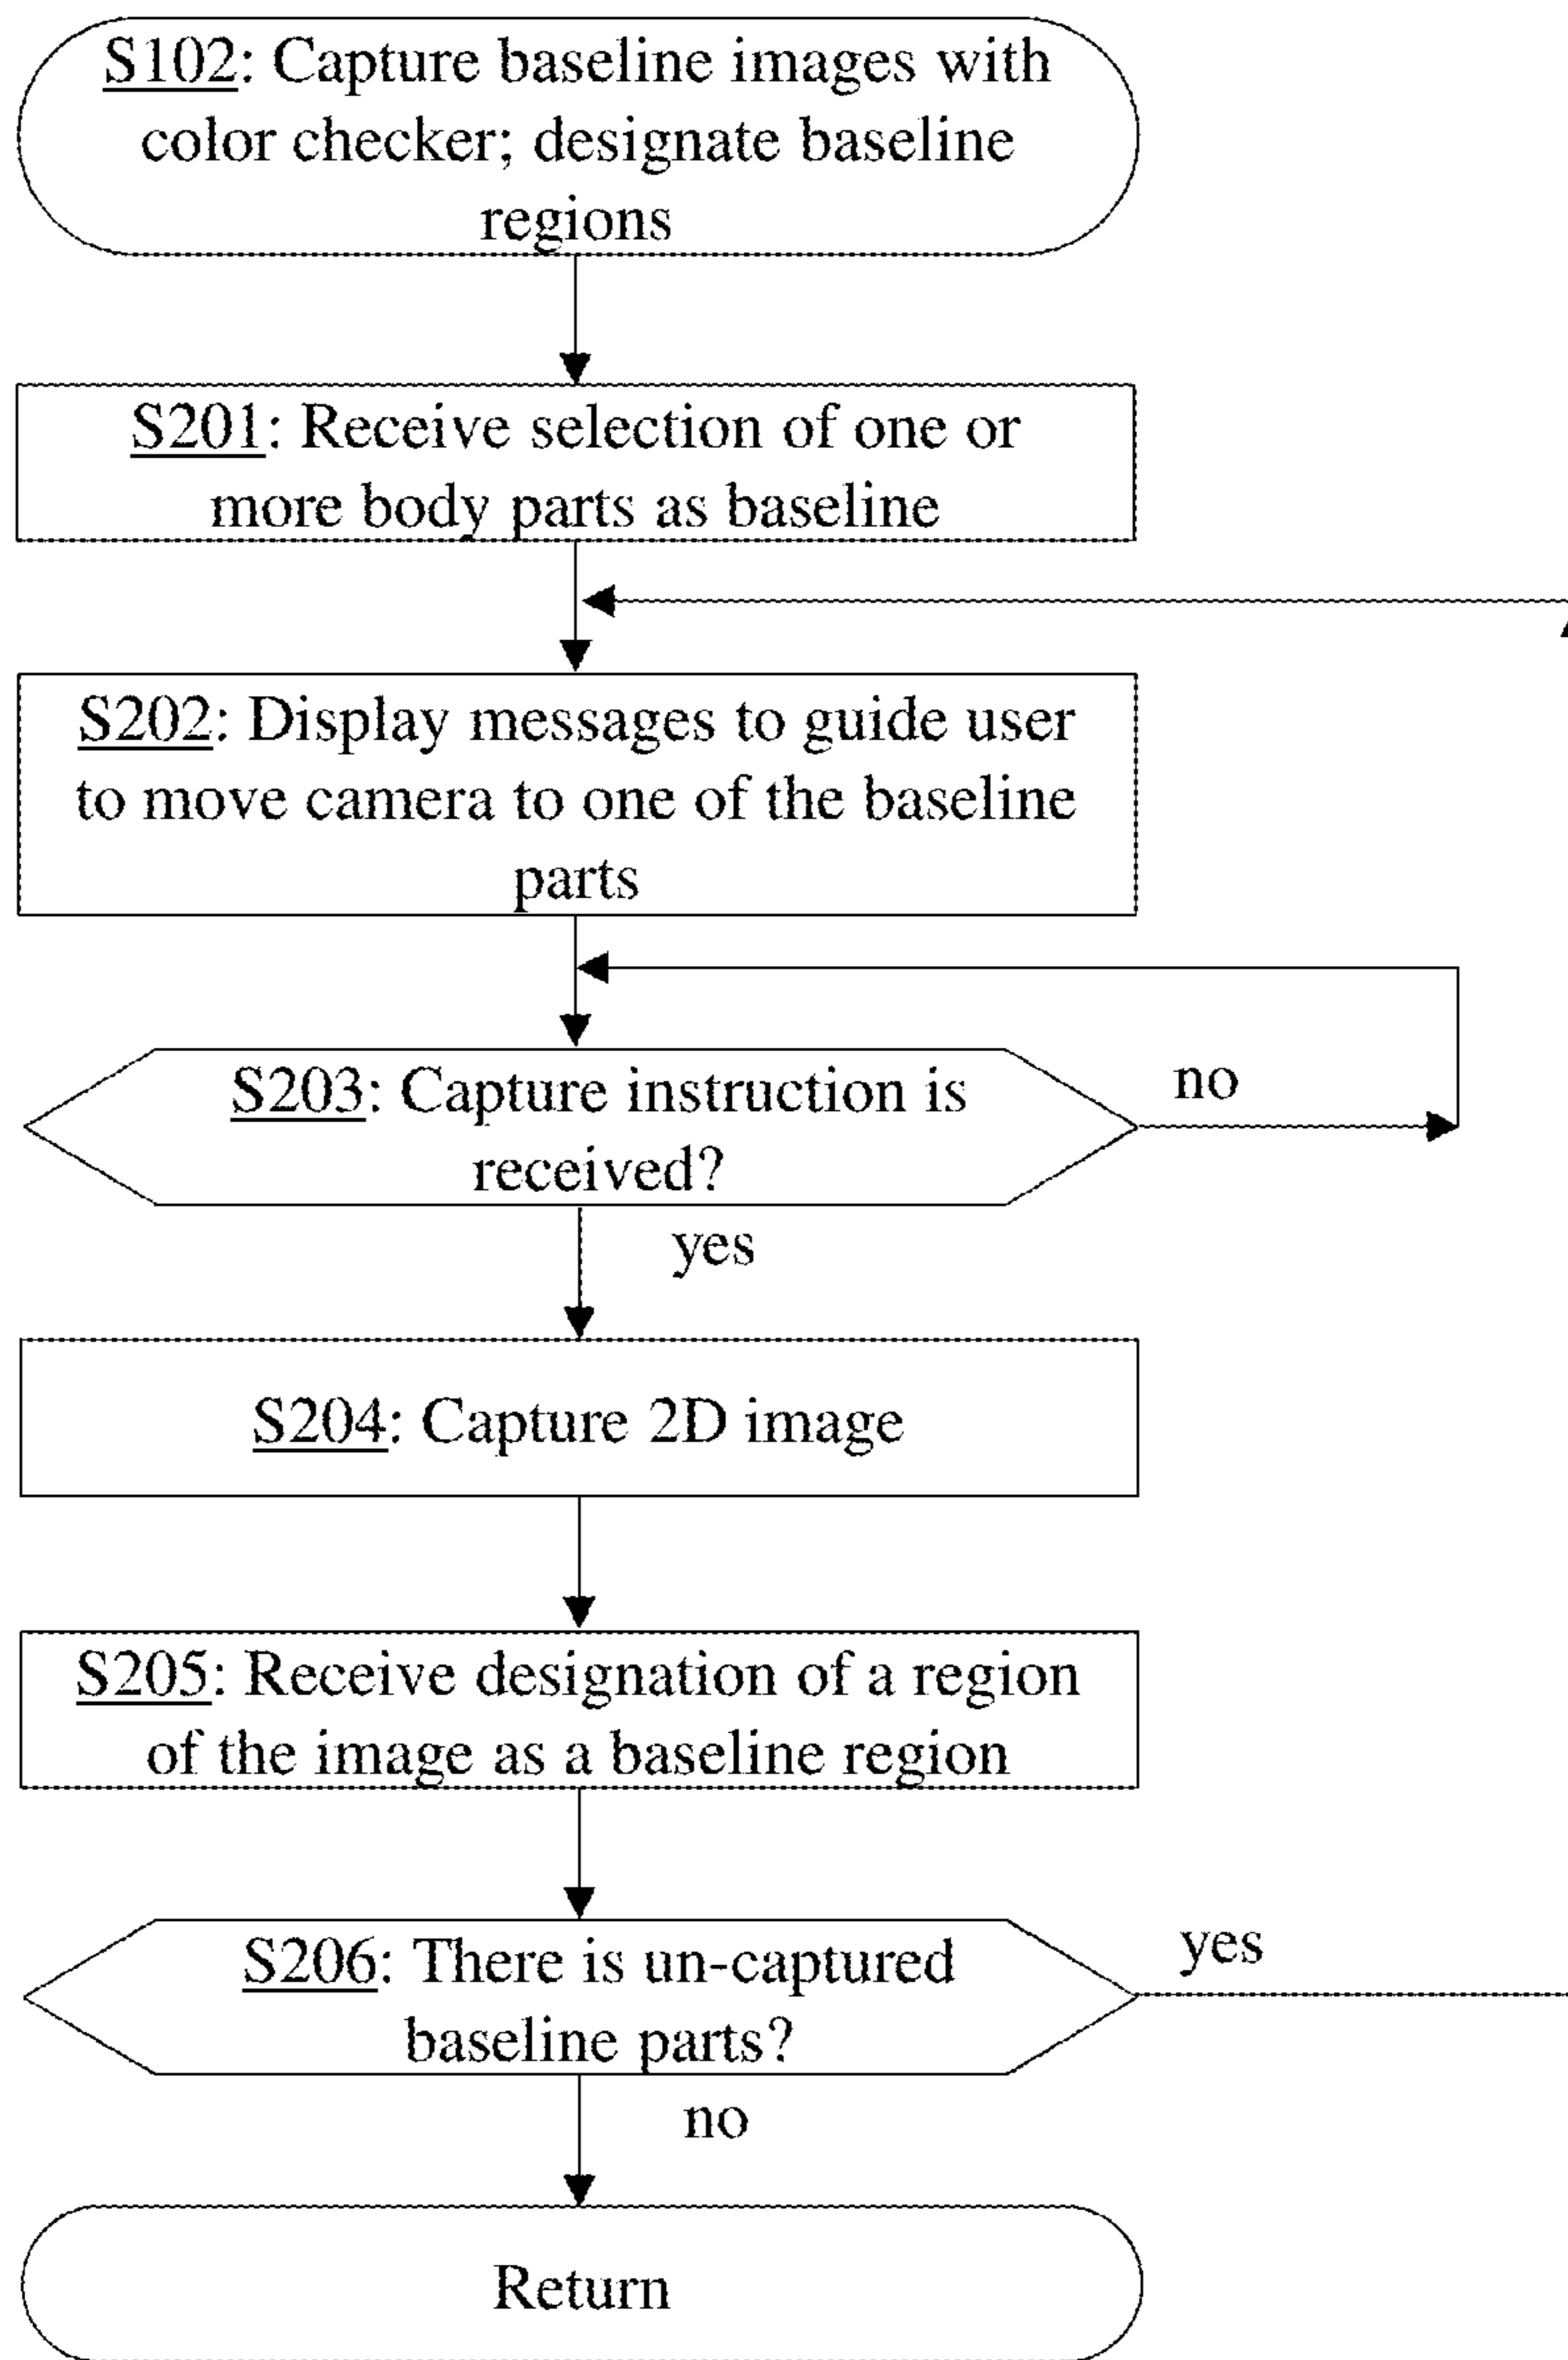 S102: Capture baseline images with
color checker; designate baseline
regions
S201: Receive selection of one or
more body parts as baseline
S202: Display messages to guide user
to move camera to one of the baseline
parts
S203: Capture instruction is
received?
no
yes
S204: Capture 2D image
S205: Receive designation of a region
of the image as a baseline region
S206: There is un-captured
baseline parts?
yes
no
Return